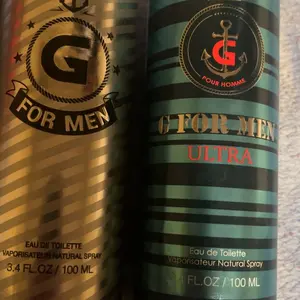 G
FOR MEN
EAU DE TOILETTE
VAPORISATEUR NATURAL SPRAY
3.4 FL.OZ / 100 ML
G
POUR HOMME
G FOR MEN
ULTRA
Eau de Toilette
Vaporisateur Natural Spray
FL.OZ / 100 ML